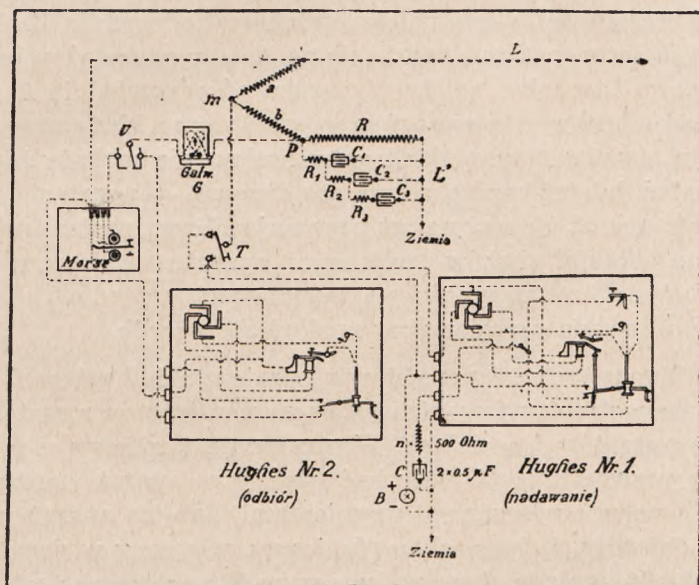 L
a
m
b
U
R
P
Galw.
G
C₁
R₁
C₂
L'
R₂
C₃
R₃
Ziemia
Morse
T
n
500 Ohm
Hughes Nr. 2.
(odbiór)
C
2×0.5 µF
Hughes Nr. 1.
(nadawanie)
+
B
−
Ziemia